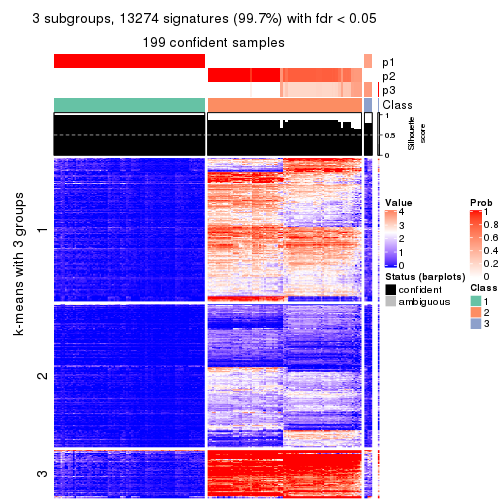 3 subgroups, 13274 signatures (99.7%) with fdr < 0.05
199 confident samples
p1
p2
p3
Class
1
0.5
0
Silhouette
score
k-means with 3 groups
1
2
3
Value
4
3
2
1
0
Status (barplots)
confident
ambiguous
Prob
1
0.8
0.6
0.4
0.2
0
Class
1
2
3